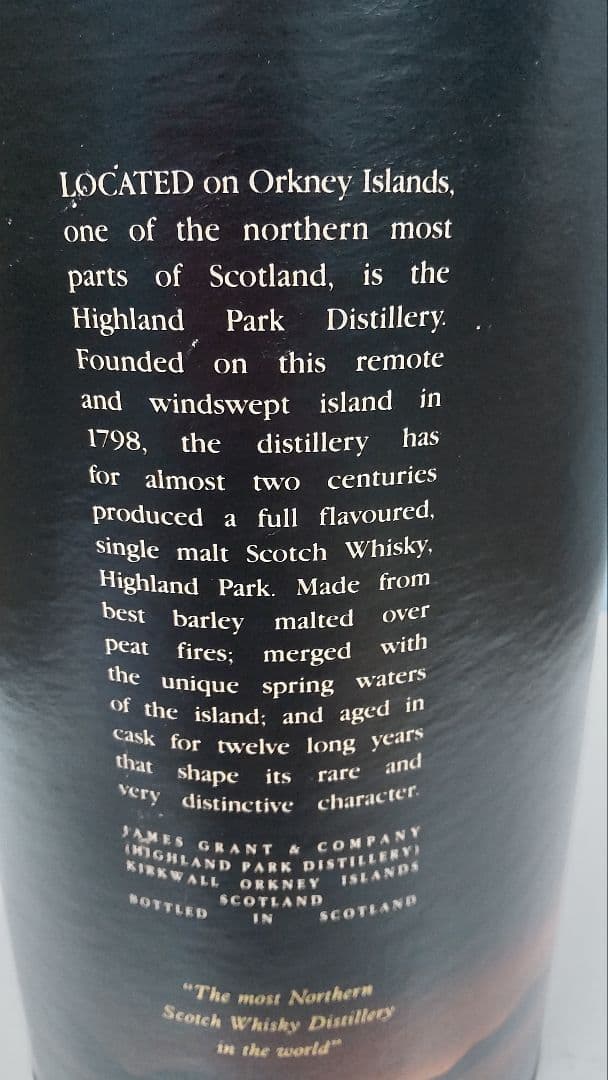 LOCATED on Orkney Islands,
one of the northern most
parts of Scotland, is the
Highland Park Distillery.
Founded on this remote
and windswept island in
1798, the distillery has
for almost two centuries
produced a full flavoured,
single malt Scotch Whisky,
Highland Park. Made from
best barley malted over
peat fires; merged with
the unique spring waters
of the island; and aged in
cask for twelve long years
that shape its rare and
very distinctive character.
JAMES GRANT & COMPANY
(HIGHLAND PARK DISTILLERY)
KIRKWALL ORKNEY ISLANDS
SCOTLAND
BOTTLED IN SCOTLAND
"The most Northern
Scotch Whisky Distillery
in the world"